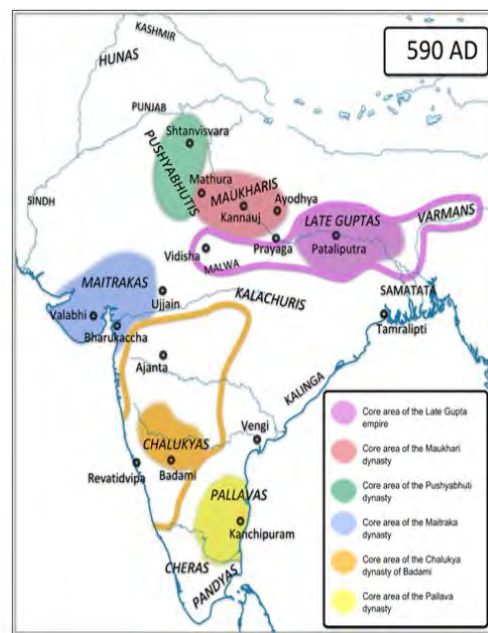 590 AD
KASHMIR
HUNAS
PUNJAB
Shtanvisvara
PUSHYABHUTIS
Mathura
MAUKHARIS
Ayodhya
Kannauj
SINDH
LATE GUPTAS
VARMANS
Prayaga
Pataliputra
Vidisha
MALWA
MAITRAKAS
Ujjain
KALACHURIS
SAMATATA
Valabhi
Bharukaccha
Tamralipti
Ajanta
KALINGA
CHALUKYAS
Vengi
Revatidvipa
Badami
PALLAVAS
Kanchipuram
CHERAS
PANDYAS
Core area of the Late Gupta
empire
Core area of the Maukhari
dynasty
Core area of the Pushyabhuti
dynasty
Core area of the Maitraka
dynasty
Core area of the Chalukya
dynasty of Badami
Core area of the Pallava
dynasty